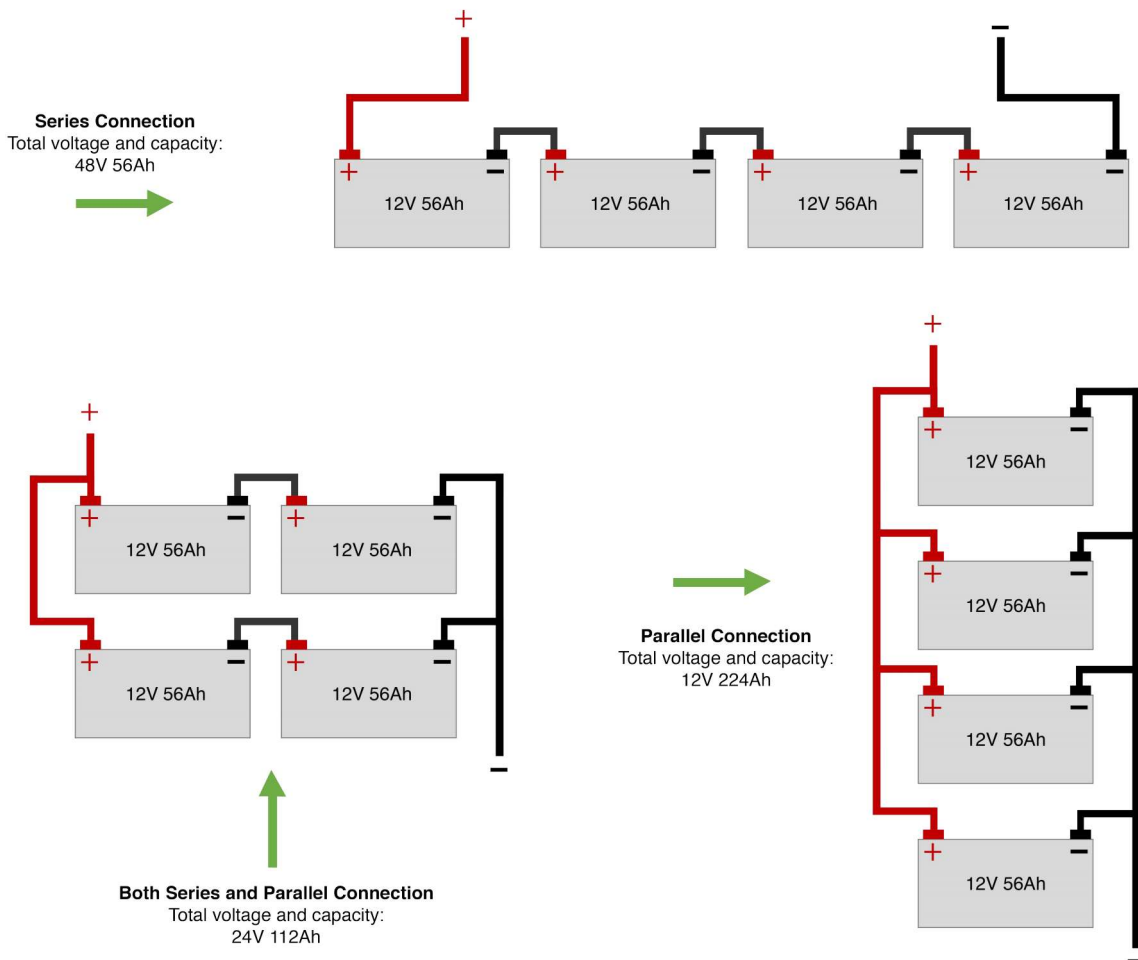 +
−
Series Connection
Total voltage and capacity:
48V 56Ah
+ − + − + − + −
12V 56Ah 12V 56Ah 12V 56Ah 12V 56Ah
+
+ −
12V 56Ah
+
+ − + −
12V 56Ah 12V 56Ah
+ −
12V 56Ah
Parallel Connection
Total voltage and capacity:
12V 224Ah
+ − + −
12V 56Ah 12V 56Ah
+ −
12V 56Ah
−
Both Series and Parallel Connection
Total voltage and capacity:
24V 112Ah
+ −
12V 56Ah
−